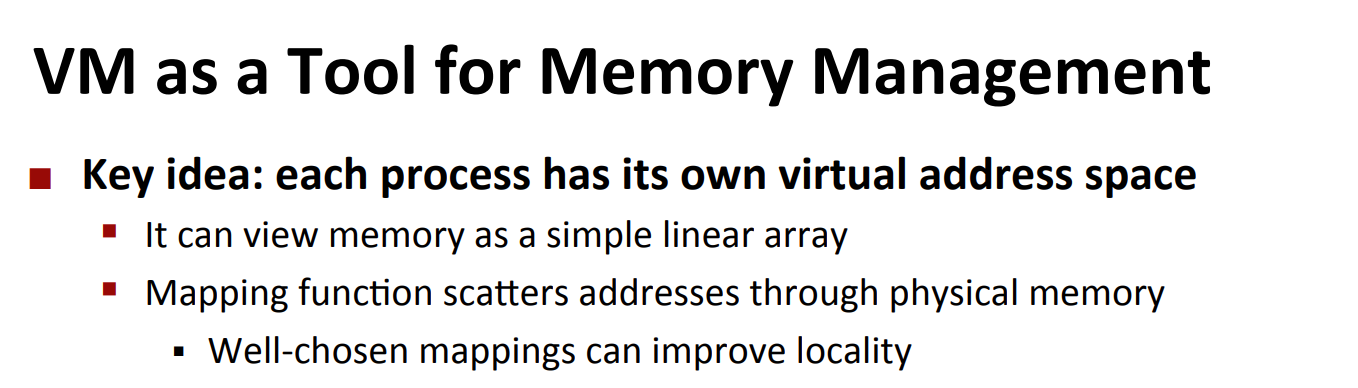 VM as a Tool for Memory Management
Key idea: each process has its own virtual address space
It can view memory as a simple linear array
Mapping function scatters addresses through physical memory
Well-chosen mappings can improve locality